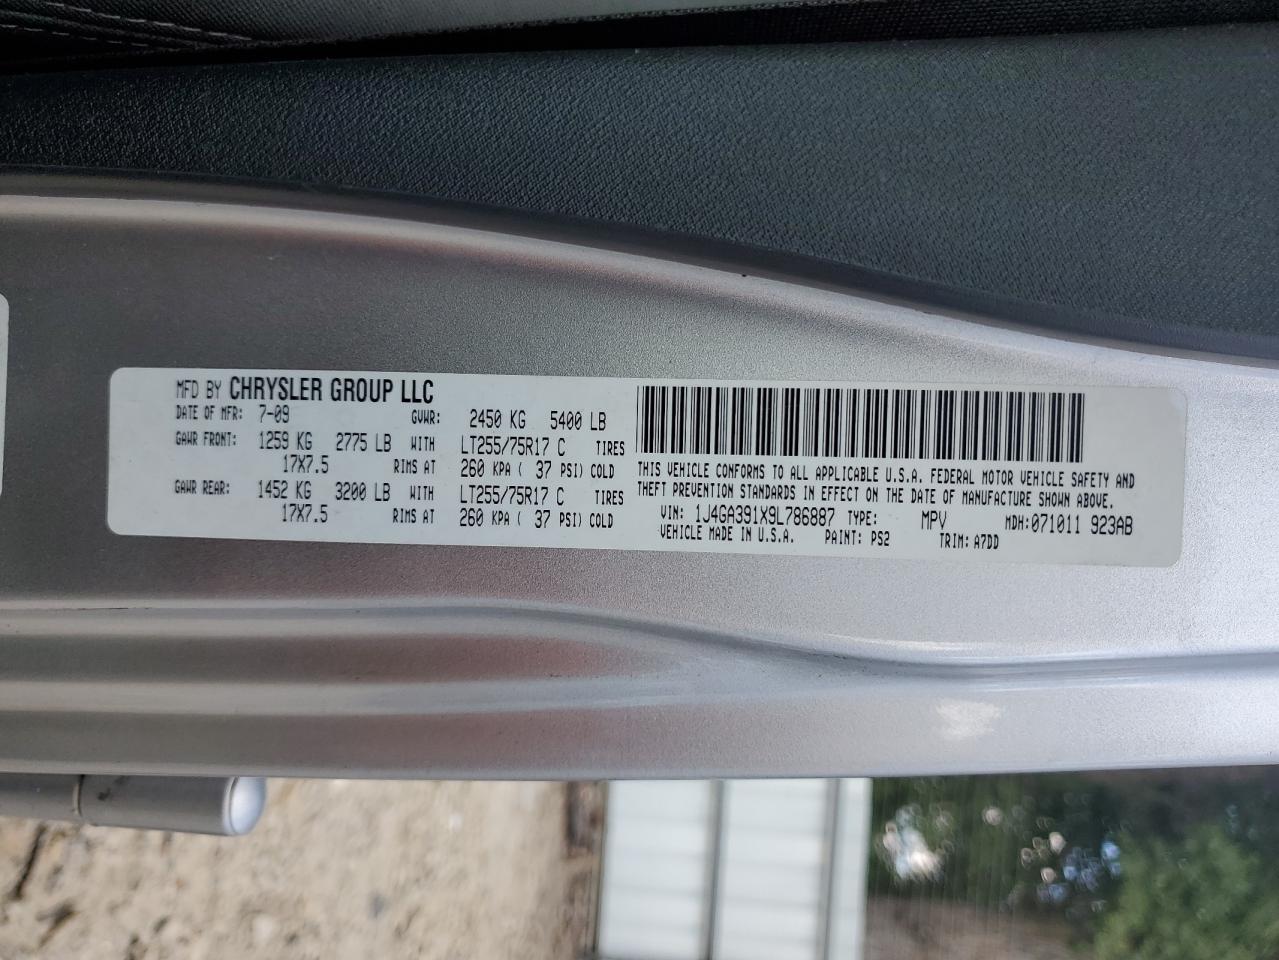 MFD BY CHRYSLER GROUP LLC
DATE OF MFR: 7-09 GVWR: 2450 KG 5400 LB
GAWR FRONT: 1259 KG 2775 LB WITH LT255/75R17 C TIRES
17X7.5 RIMS AT 260 KPA ( 37 PSI) COLD
GAWR REAR: 1452 KG 3200 LB WITH LT255/75R17 C TIRES
17X7.5 RIMS AT 260 KPA ( 37 PSI) COLD
THIS VEHICLE CONFORMS TO ALL APPLICABLE U.S.A. FEDERAL MOTOR VEHICLE SAFETY AND
THEFT PREVENTION STANDARDS IN EFFECT ON THE DATE OF MANUFACTURE SHOWN ABOVE.
VIN: 1J4GA391X9L786887 TYPE: MPV MDH:071011 923AB
VEHICLE MADE IN U.S.A. PAINT: PS2 TRIM: A7DD